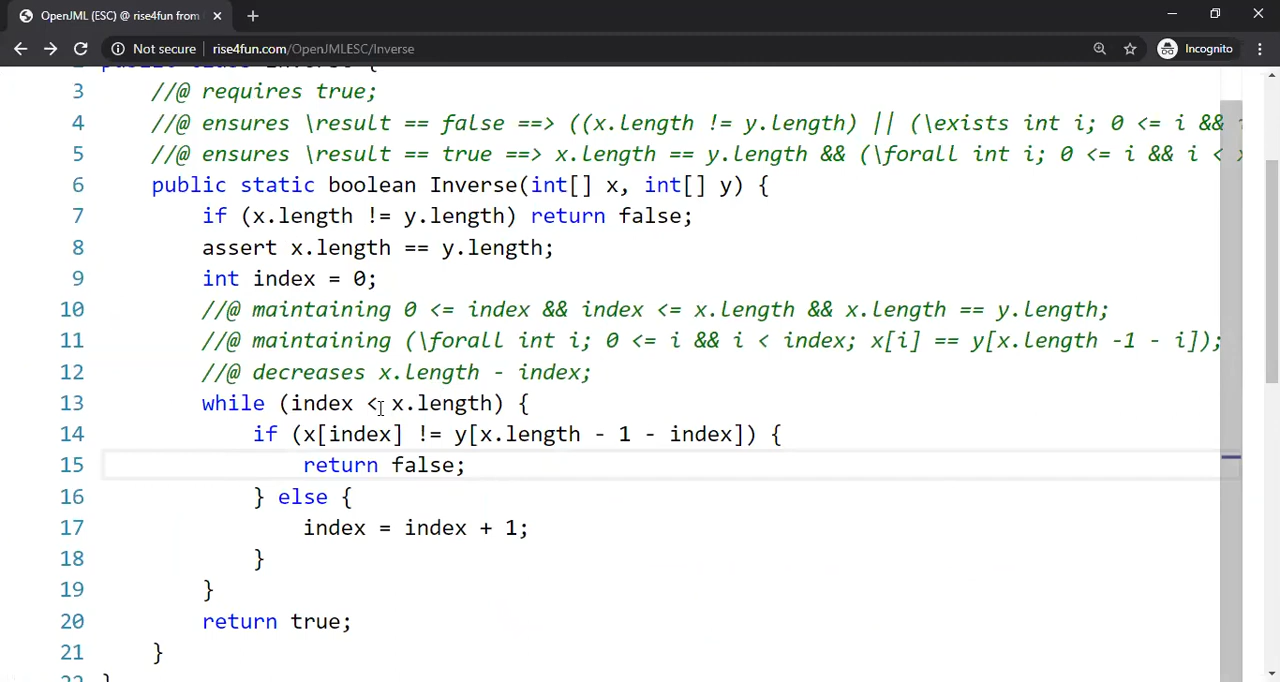 OpenJML (ESC) @ rise4fun from
Not secure rise4fun.com/OpenJMLESC/Inverse Incognito
3 //@ requires true;
4 //@ ensures \result == false ==> ((x.length != y.length) || (\exists int i; 0 <= i &&
5 //@ ensures \result == true ==> x.length == y.length && (\forall int i; 0 <= i && i <
6 public static boolean Inverse(int[] x, int[] y) {
7 if (x.length != y.length) return false;
8 assert x.length == y.length;
9 int index = 0;
10 //@ maintaining 0 <= index && index <= x.length && x.length == y.length;
11 //@ maintaining (\forall int i; 0 <= i && i < index; x[i] == y[x.length -1 - i]);
12 //@ decreases x.length - index;
13 while (index < x.length) {
14 if (x[index] != y[x.length - 1 - index]) {
15 return false;
16 } else {
17 index = index + 1;
18 }
19 }
20 return true;
21 }